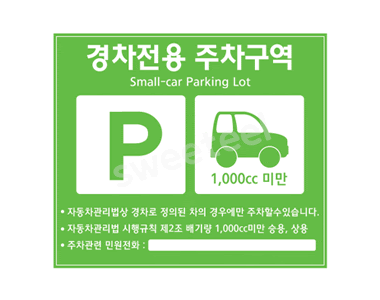 경차전용 주차구역
Small-car Parking Lot
P
1,000cc 미만
• 자동차관리법상 경차로 정의된 차의 경우에만 주차할수있습니다.
• 자동차관리법 시행규칙 제2조 배기량 1,000cc미만 승용, 상용
• 주차관련 민원전화 :
sweeteer